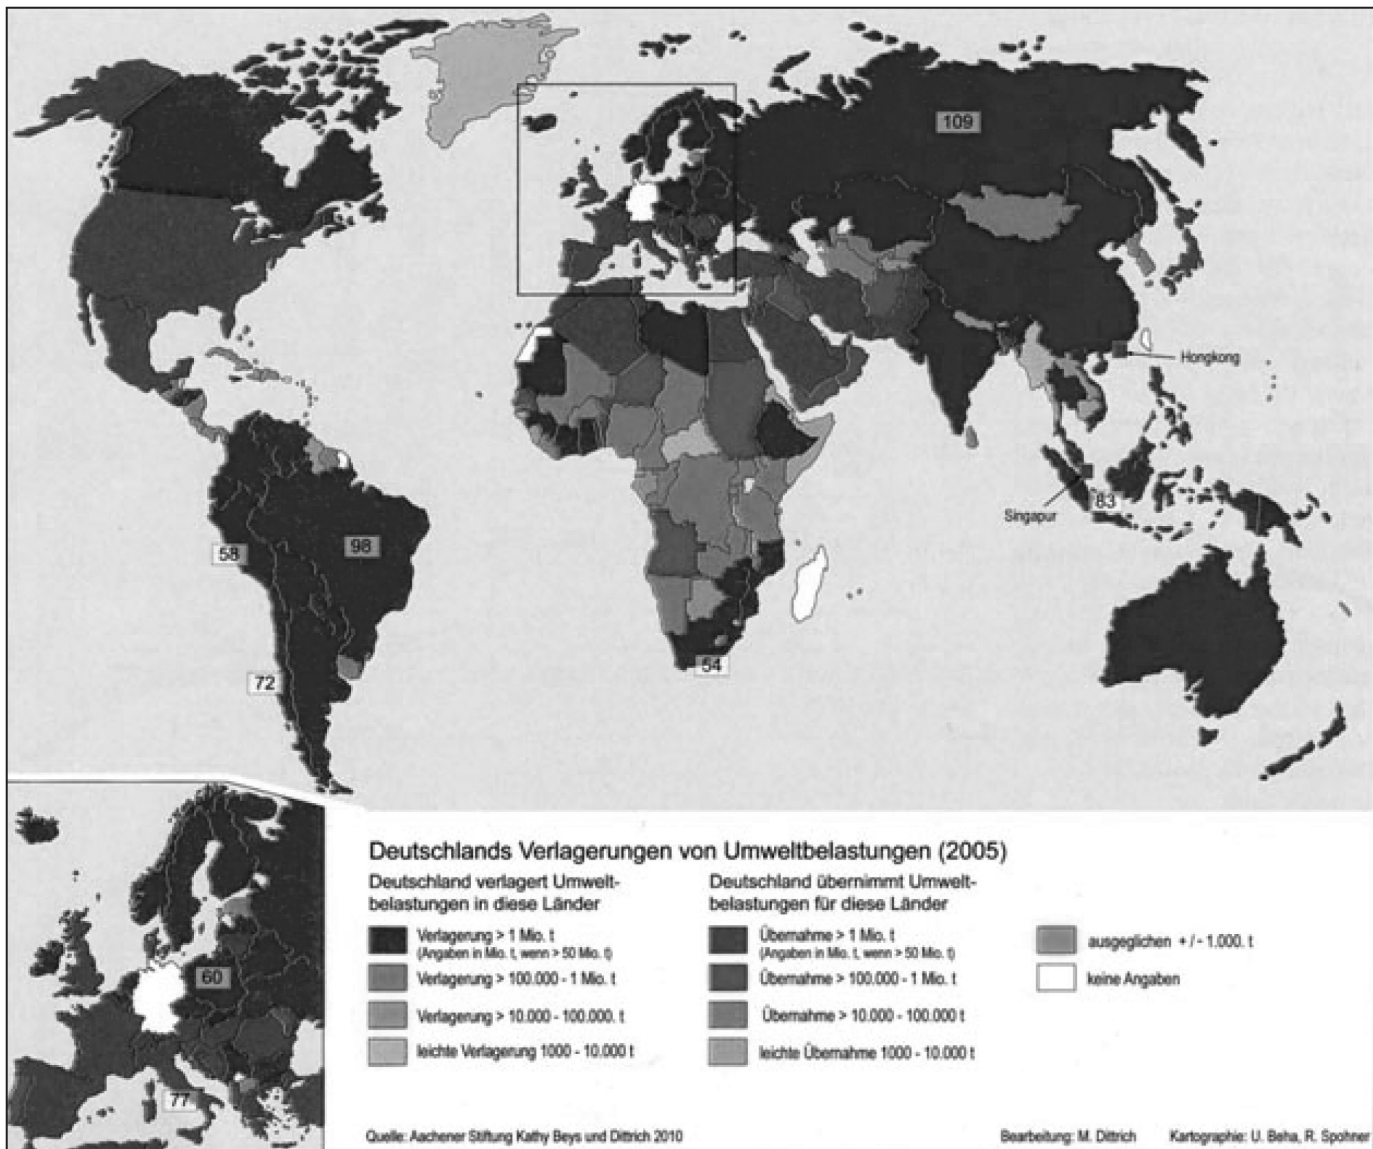 109
Hongkong
Singapur
83
58
98
54
72
60
77
Deutschlands Verlagerungen von Umweltbelastungen (2005)
Deutschland verlagert Umwelt-
belastungen in diese Länder
Verlagerung > 1 Mio. t
(Angaben in Mio. t, wenn > 50 Mio. t)
Verlagerung > 100.000 - 1 Mio. t
Verlagerung > 10.000 - 100.000. t
leichte Verlagerung 1000 - 10.000 t
Deutschland übernimmt Umwelt-
belastungen für diese Länder
Übernahme > 1 Mio. t
(Angaben in Mio. t, wenn > 50 Mio. t)
Übernahme > 100.000 - 1 Mio. t
Übernahme > 10.000 - 100.000 t
leichte Übernahme 1000 - 10.000 t
ausgeglichen + / - 1.000. t
keine Angaben
Quelle: Aachener Stiftung Kathy Beys und Dittrich 2010
Bearbeitung: M. Dittrich
Kartographie: U. Beha, R. Spohner